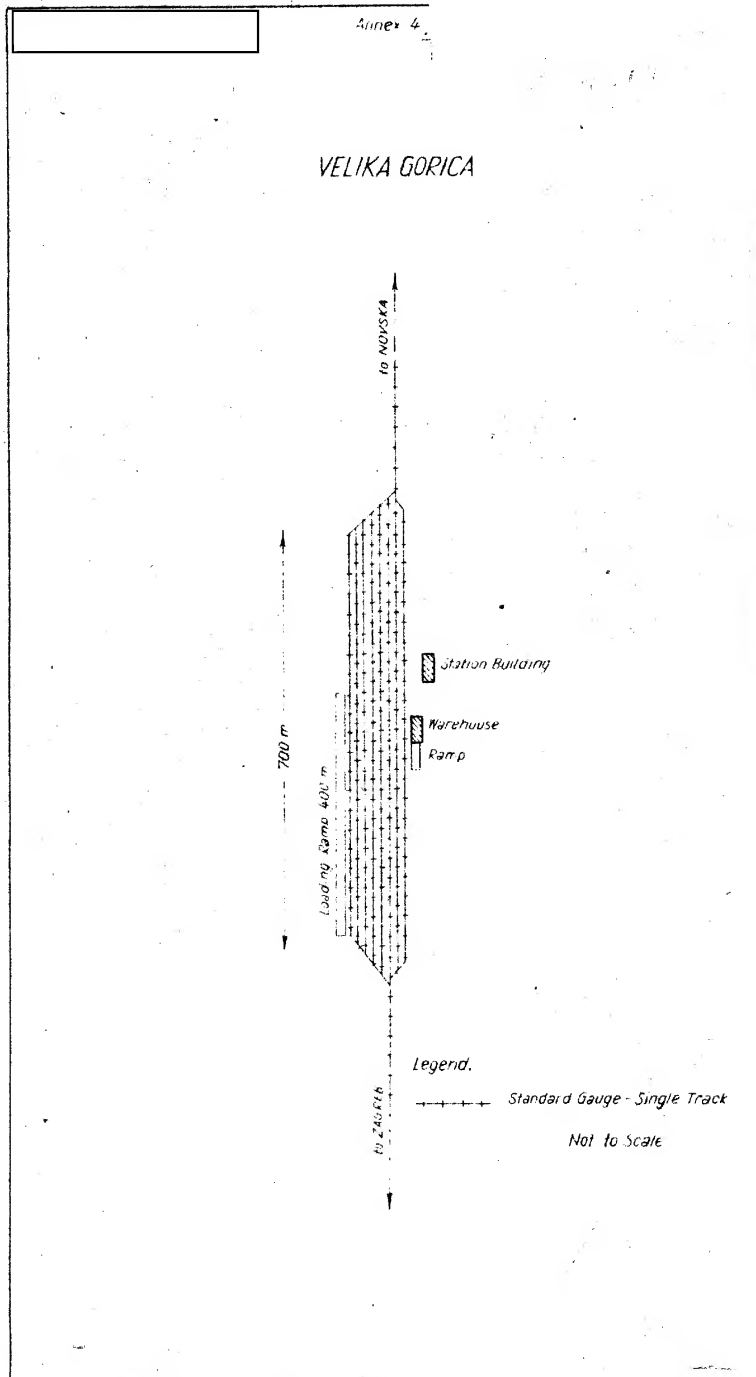 Annex 4
VELIKA GORICA
to NOVSKA
Station Building
Warehouse
Ramp
700 m
Loading Ramp 400 m
to ZAGREB
Legend.
Standard Gauge - Single Track
Not to Scale